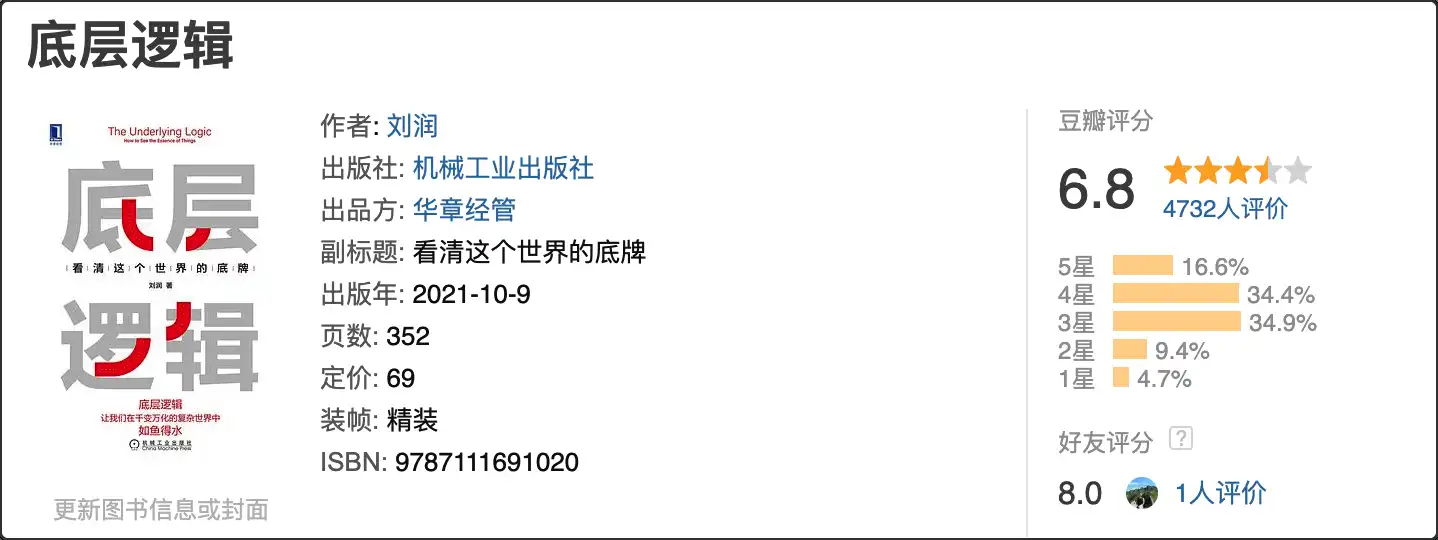 底层逻辑
The Underlying Logic
How to See the Essence of Things
底层
看清这个世界的底牌
刘润 著
逻辑
底层逻辑
让我们在千变万化的复杂世界中
如鱼得水
机械工业出版社
China Machine Press
更新图书信息或封面
作者: 刘润
出版社: 机械工业出版社
出品方: 华章经管
副标题: 看清这个世界的底牌
出版年: 2021-10-9
页数: 352
定价: 69
装帧: 精装
ISBN: 9787111691020
豆瓣评分
6.8
4732人评价
5星 16.6%
4星 34.4%
3星 34.9%
2星 9.4%
1星 4.7%
好友评分 ?
8.0 1人评价